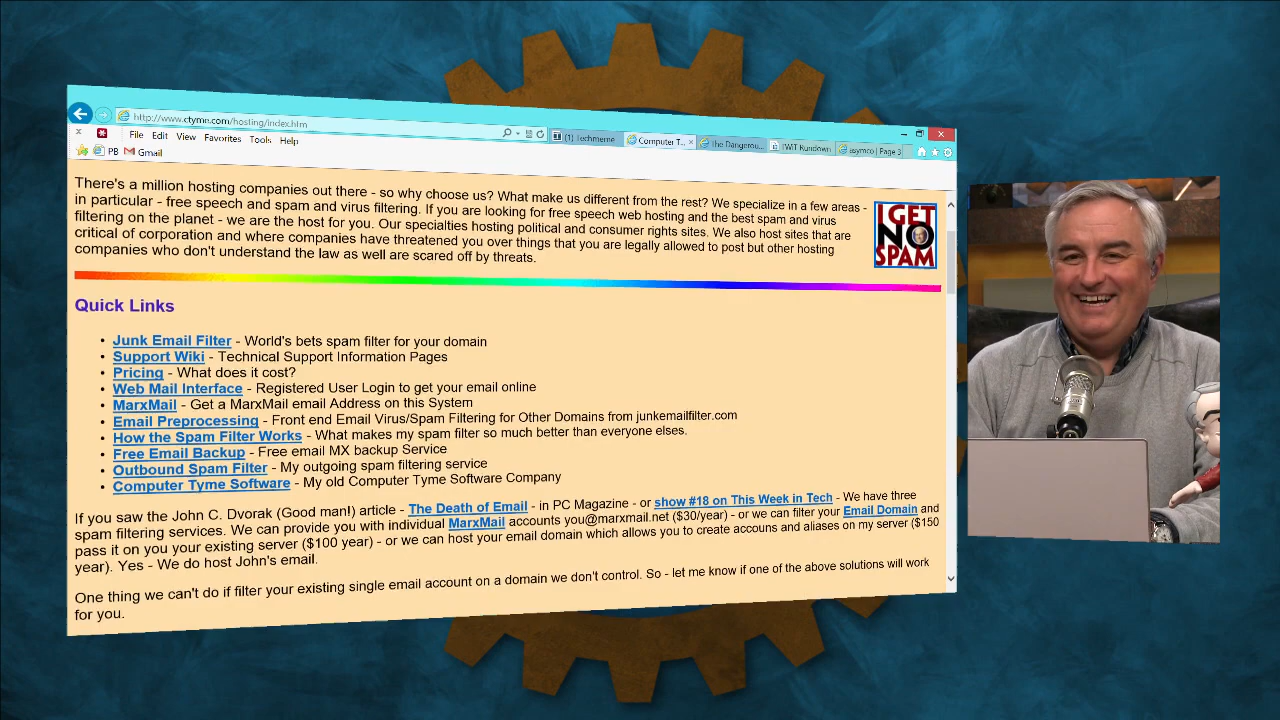 http://www.ctyme.com/hosting/index.htm
(1) Techmeme
Computer T...
The Dangerou...
TWiT Rundown
asymco | Page 3
File Edit View Favorites Tools Help
PB Gmail
There's a million hosting companies out there - so why choose us? What make us different from the rest? We specialize in a few areas -
in particular - free speech and spam and virus filtering. If you are looking for free speech web hosting and the best spam and virus
filtering on the planet - we are the host for you. Our specialties hosting political and consumer rights sites. We also host sites that are
critical of corporation and where companies have threatened you over things that you are legally allowed to post but other hosting
companies who don't understand the law as well are scared off by threats.
I GET
NO
SPAM
Quick Links
• Junk Email Filter - World's bets spam filter for your domain
• Support Wiki - Technical Support Information Pages
• Pricing - What does it cost?
• Web Mail Interface - Registered User Login to get your email online
• MarxMail - Get a MarxMail email Address on this System
• Email Preprocessing - Front end Email Virus/Spam Filtering for Other Domains from junkemailfilter.com
• How the Spam Filter Works - What makes my spam filter so much better than everyone elses.
• Free Email Backup - Free email MX backup Service
• Outbound Spam Filter - My outgoing spam filtering service
• Computer Tyme Software - My old Computer Tyme Software Company
If you saw the John C. Dvorak (Good man!) article - The Death of Email - in PC Magazine - or show #18 on This Week in Tech - We have three
spam filtering services. We can provide you with individual MarxMail accounts you@marxmail.net ($30/year) - or we can filter your Email Domain and
pass it on you your existing server ($100 year) - or we can host your email domain which allows you to create accouns and aliases on my server ($150
year). Yes - We do host John's email.
One thing we can't do if filter your existing single email account on a domain we don't control. So - let me know if one of the above solutions will work
for you.